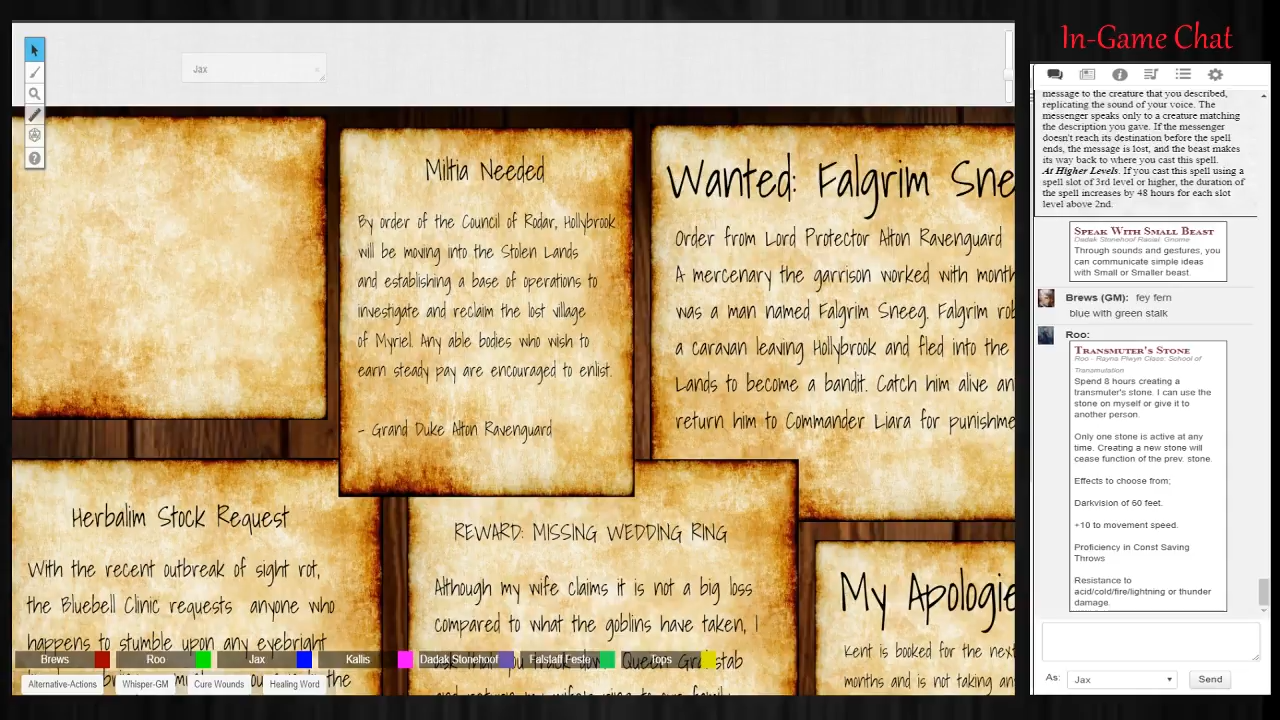 In-Game Chat
Jax
Miltia Needed
By order of the Council of Rodar, Hollybrook
will be moving into the Stolen Lands
and establishing a base of operations to
investigate and reclaim the lost village
of Myriel. Any able bodies who wish to
earn steady pay are encouraged to enlist.
- Grand Duke Alton Ravenguard
Wanted: Falgrim Snee
Order from Lord Protector Alton Ravenguard
A mercenary the garrison worked with month
was a man named Falgrim Sneeg. Falgrim rob
a caravan leaving Hollybrook and fled into the
Lands to become a bandit. Catch him alive an
return him to Commander Liara for punishme
Herbalim Stock Request
With the recent outbreak of sight rot,
the Bluebell Clinic requests anyone who
happens to stumble upon any eyebright
the
REWARD: MISSING WEDDING RING
Although my wife claims it is not a big loss
compared to what the goblins have taken, I
ask that you track down Queen Grolstab
My Apologie
Kent is booked for the nex
months and is not taking an
Brews
Roo
Jax
Kallis
Dadak Stonehoof
Falstaff Feste
Tops
Alternative-Actions
Whisper-GM
Cure Wounds
Healing Word
message to the creature that you described,
replicating the sound of your voice. The
messenger speaks only to a creature matching
the description you gave. If the messenger
doesn't reach its destination before the spell
ends, the message is lost, and the beast makes
its way back to where you cast this spell.
At Higher Levels. If you cast this spell using a
spell slot of 3rd level or higher, the duration of
the spell increases by 48 hours for each slot
level above 2nd.
Speak With Small Beast
Dadak Stonehoof Racial: Gnome
Through sounds and gestures, you
can communicate simple ideas
with Small or Smaller beast.
Brews (GM): fey fern
blue with green stalk
Roo:
Transmuter's Stone
Roo - Rayna Plwyn Class: School of
Transmutation
Spend 8 hours creating a
transmuter's stone. I can use the
stone on myself or give it to
another person.
Only one stone is active at any
time. Creating a new stone will
cease function of the prev. stone.
Effects to choose from;
Darkvision of 60 feet.
+10 to movement speed.
Proficiency in Const Saving
Throws
Resistance to
acid/cold/fire/lightning or thunder
damage.
As:
Jax
Send